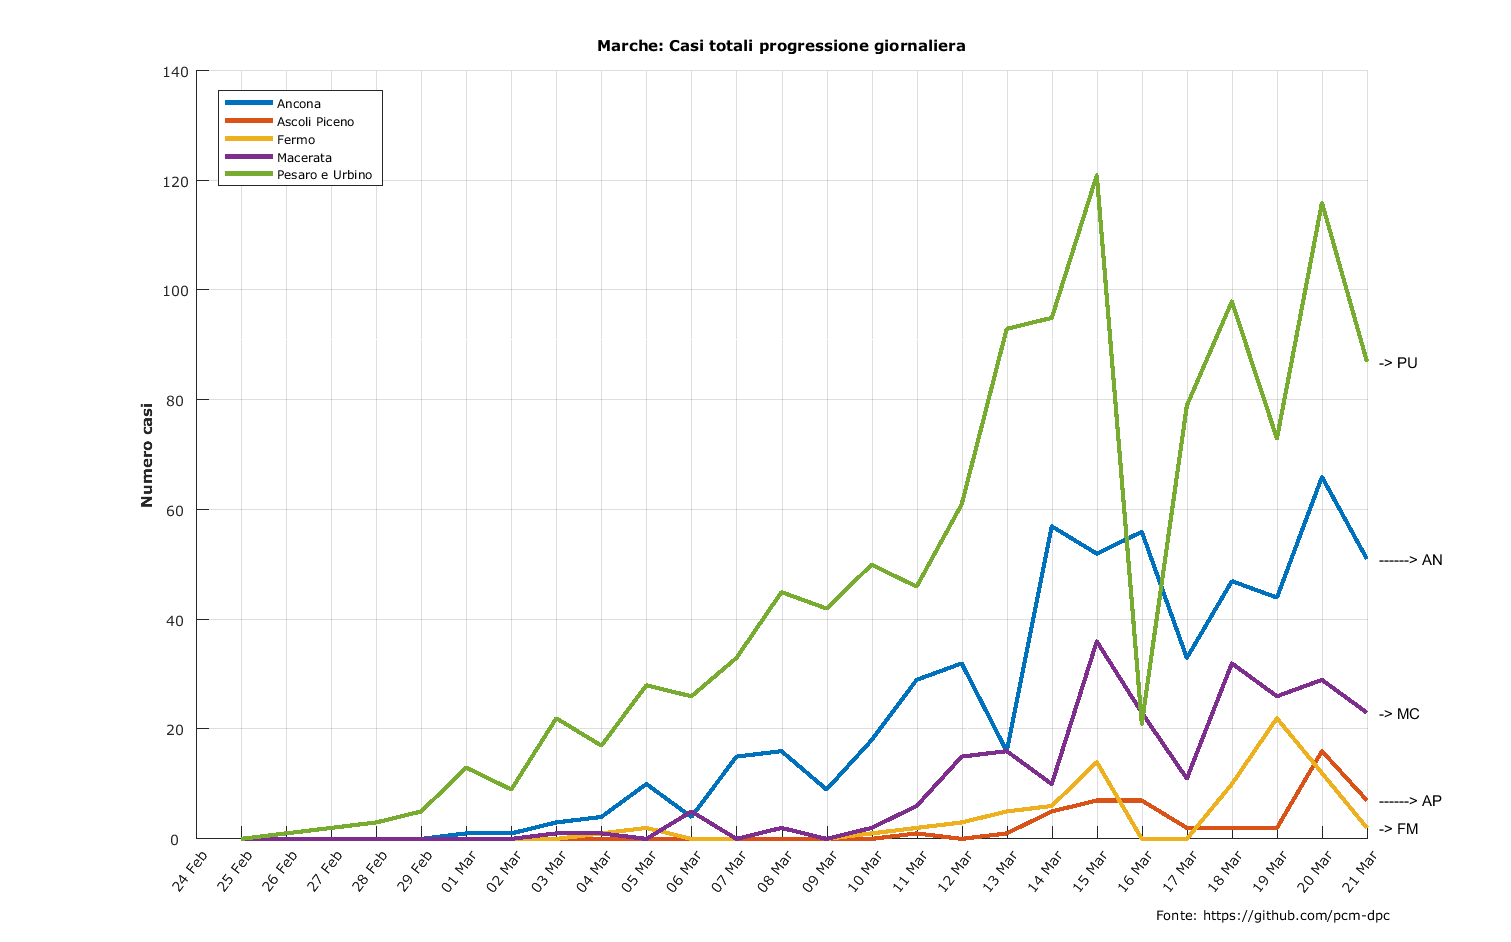 Marche: Casi totali progressione giornaliera
140
120
100
80
60
40
20
0
Numero casi
Ancona
Ascoli Piceno
Fermo
Macerata
Pesaro e Urbino
-> PU
------> AN
-> MC
------> AP
-> FM
24 Feb
25 Feb
26 Feb
27 Feb
28 Feb
29 Feb
01 Mar
02 Mar
03 Mar
04 Mar
05 Mar
06 Mar
07 Mar
08 Mar
09 Mar
10 Mar
11 Mar
12 Mar
13 Mar
14 Mar
15 Mar
16 Mar
17 Mar
18 Mar
19 Mar
20 Mar
21 Mar
Fonte: https://github.com/pcm-dpc